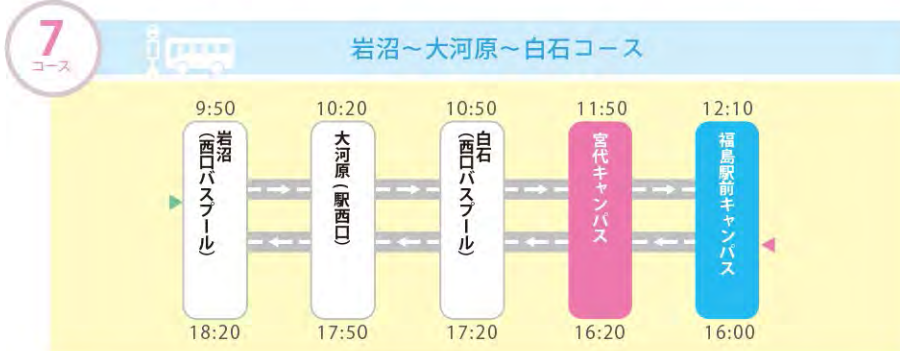 7
コース
岩沼～大河原～白石コース
9:50
10:20
10:50
11:50
12:10
岩沼
(西口バスプール)
大河原(駅西口)
白石
(西口バスプール)
宮代キャンパス
福島駅前キャンパス
18:20
17:50
17:20
16:20
16:00